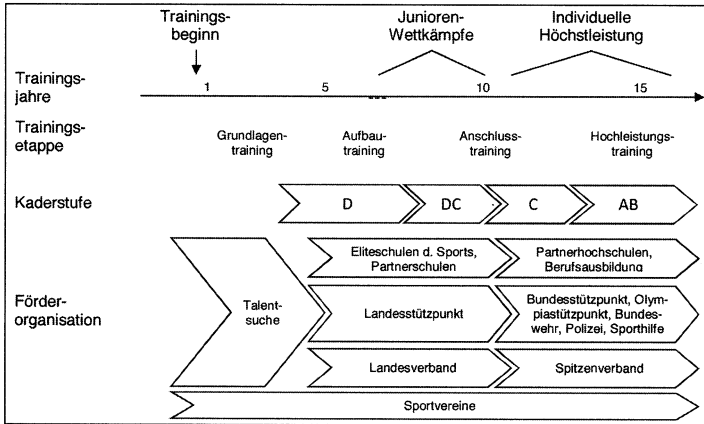 Trainings-
beginn
Junioren-
Wettkämpfe
Individuelle
Höchstleistung
Trainings-
jahre
1
5
10
15
Trainings-
etappe
Grundlagen-
training
Aufbau-
training
Anschluss-
training
Hochleistungs-
training
Kaderstufe
D
DC
C
AB
Förder-
organisation
Talent-
suche
Eliteschulen d. Sports,
Partnerschulen
Partnerhochschulen,
Berufsausbildung
Landesstützpunkt
Bundesstützpunkt, Olym-
piastützpunkt, Bundes-
wehr, Polizei, Sporthilfe
Landesverband
Spitzenverband
Sportvereine